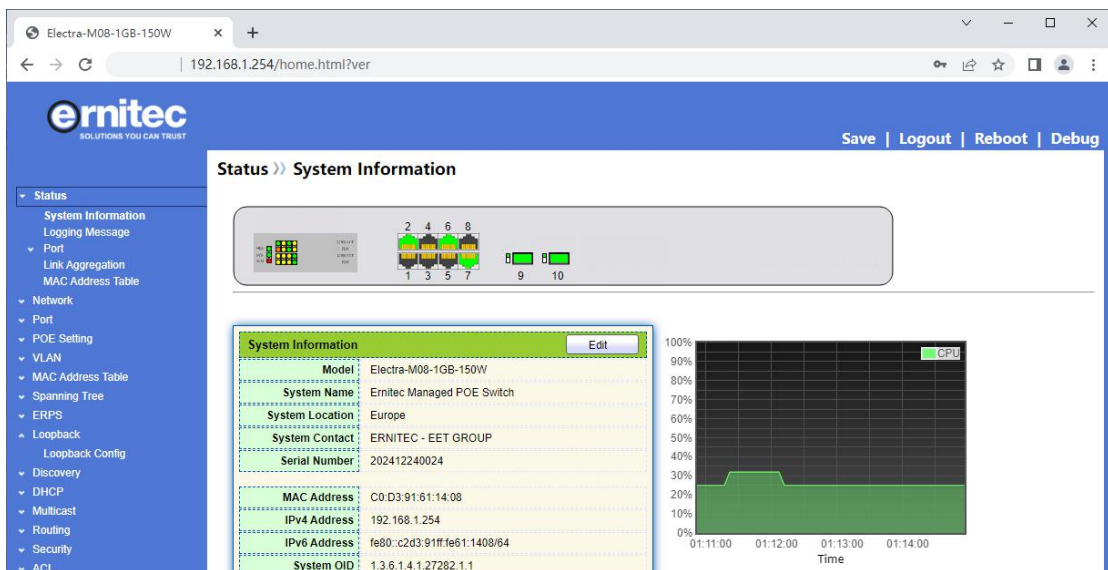 Electra-M08-1GB-150W
192.168.1.254/home.html?ver
ernitec
SOLUTIONS YOU CAN TRUST
Save | Logout | Reboot | Debug
Status » System Information
Status
System Information
Logging Message
Port
Link Aggregation
MAC Address Table
Network
Port
POE Setting
VLAN
MAC Address Table
Spanning Tree
ERPS
Loopback
Loopback Config
Discovery
DHCP
Multicast
Routing
Security
ACL
2 4 6 8
1 3 5 7 9 10
System Information Edit
Model Electra-M08-1GB-150W
System Name Ernitec Managed POE Switch
System Location Europe
System Contact ERNITEC - EET GROUP
Serial Number 202412240024
MAC Address C0:D3:91:61:14:08
IPv4 Address 192.168.1.254
IPv6 Address fe80::c2d3:91ff:fe61:1408/64
System OID 1.3.6.1.4.1.27282.1.1
CPU
100%
90%
80%
70%
60%
50%
40%
30%
20%
10%
0%
01:11:00 01:12:00 01:13:00 01:14:00
Time